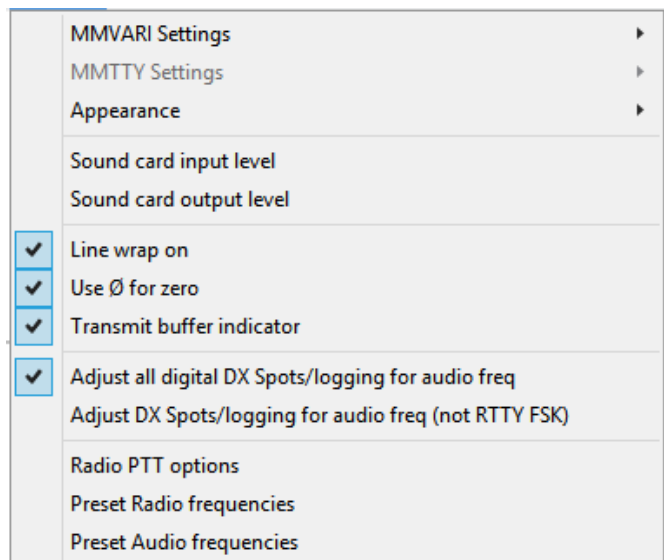 MMVARI Settings
MMTTY Settings
Appearance
Sound card input level
Sound card output level
Line wrap on
Use Ø for zero
Transmit buffer indicator
Adjust all digital DX Spots/logging for audio freq
Adjust DX Spots/logging for audio freq (not RTTY FSK)
Radio PTT options
Preset Radio frequencies
Preset Audio frequencies